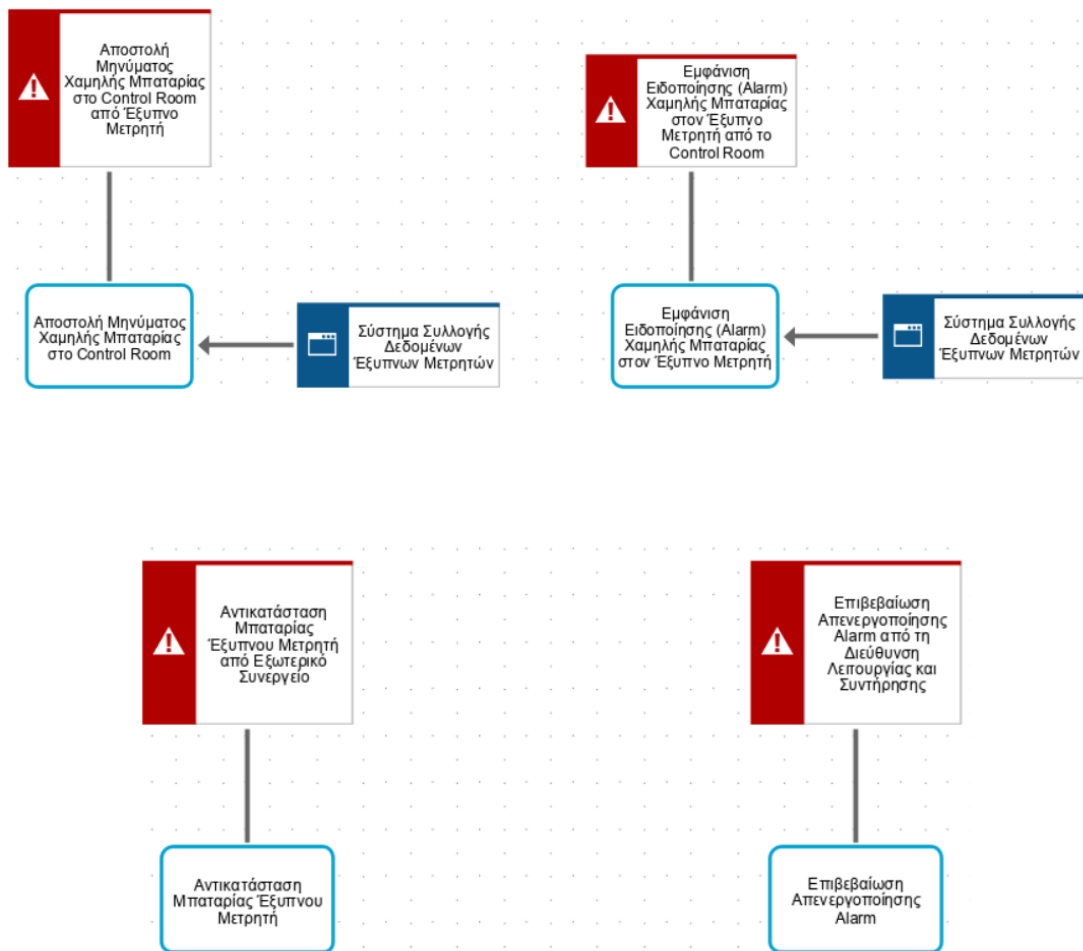 Αποστολή
Μηνύματος
Χαμηλής Μπαταρίας
στο Control Room
από Έξυπνο
Μετρητή
Εμφάνιση
Ειδοποίησης (Alarm)
Χαμηλής Μπαταρίας
στον Έξυπνο
Μετρητή από το
Control Room
Αποστολή Μηνύματος
Χαμηλής Μπαταρίας
στο Control Room
Σύστημα Συλλογής
Δεδομένων
Έξυπνων Μετρητών
Εμφάνιση
Ειδοποίησης (Alarm)
Χαμηλής Μπαταρίας
στον Έξυπνο Μετρητή
Σύστημα Συλλογής
Δεδομένων
Έξυπνων Μετρητών
Αντικατάσταση
Μπαταρίας
Έξυπνου Μετρητή
από Εξωτερικό
Συνεργείο
Επιβεβαίωση
Απενεργοποίησης
Alarm από τη
Διεύθυνση
Λειτουργίας και
Συντήρησης
Αντικατάσταση
Μπαταρίας Έξυπνου
Μετρητή
Επιβεβαίωση
Απενεργοποίησης
Alarm